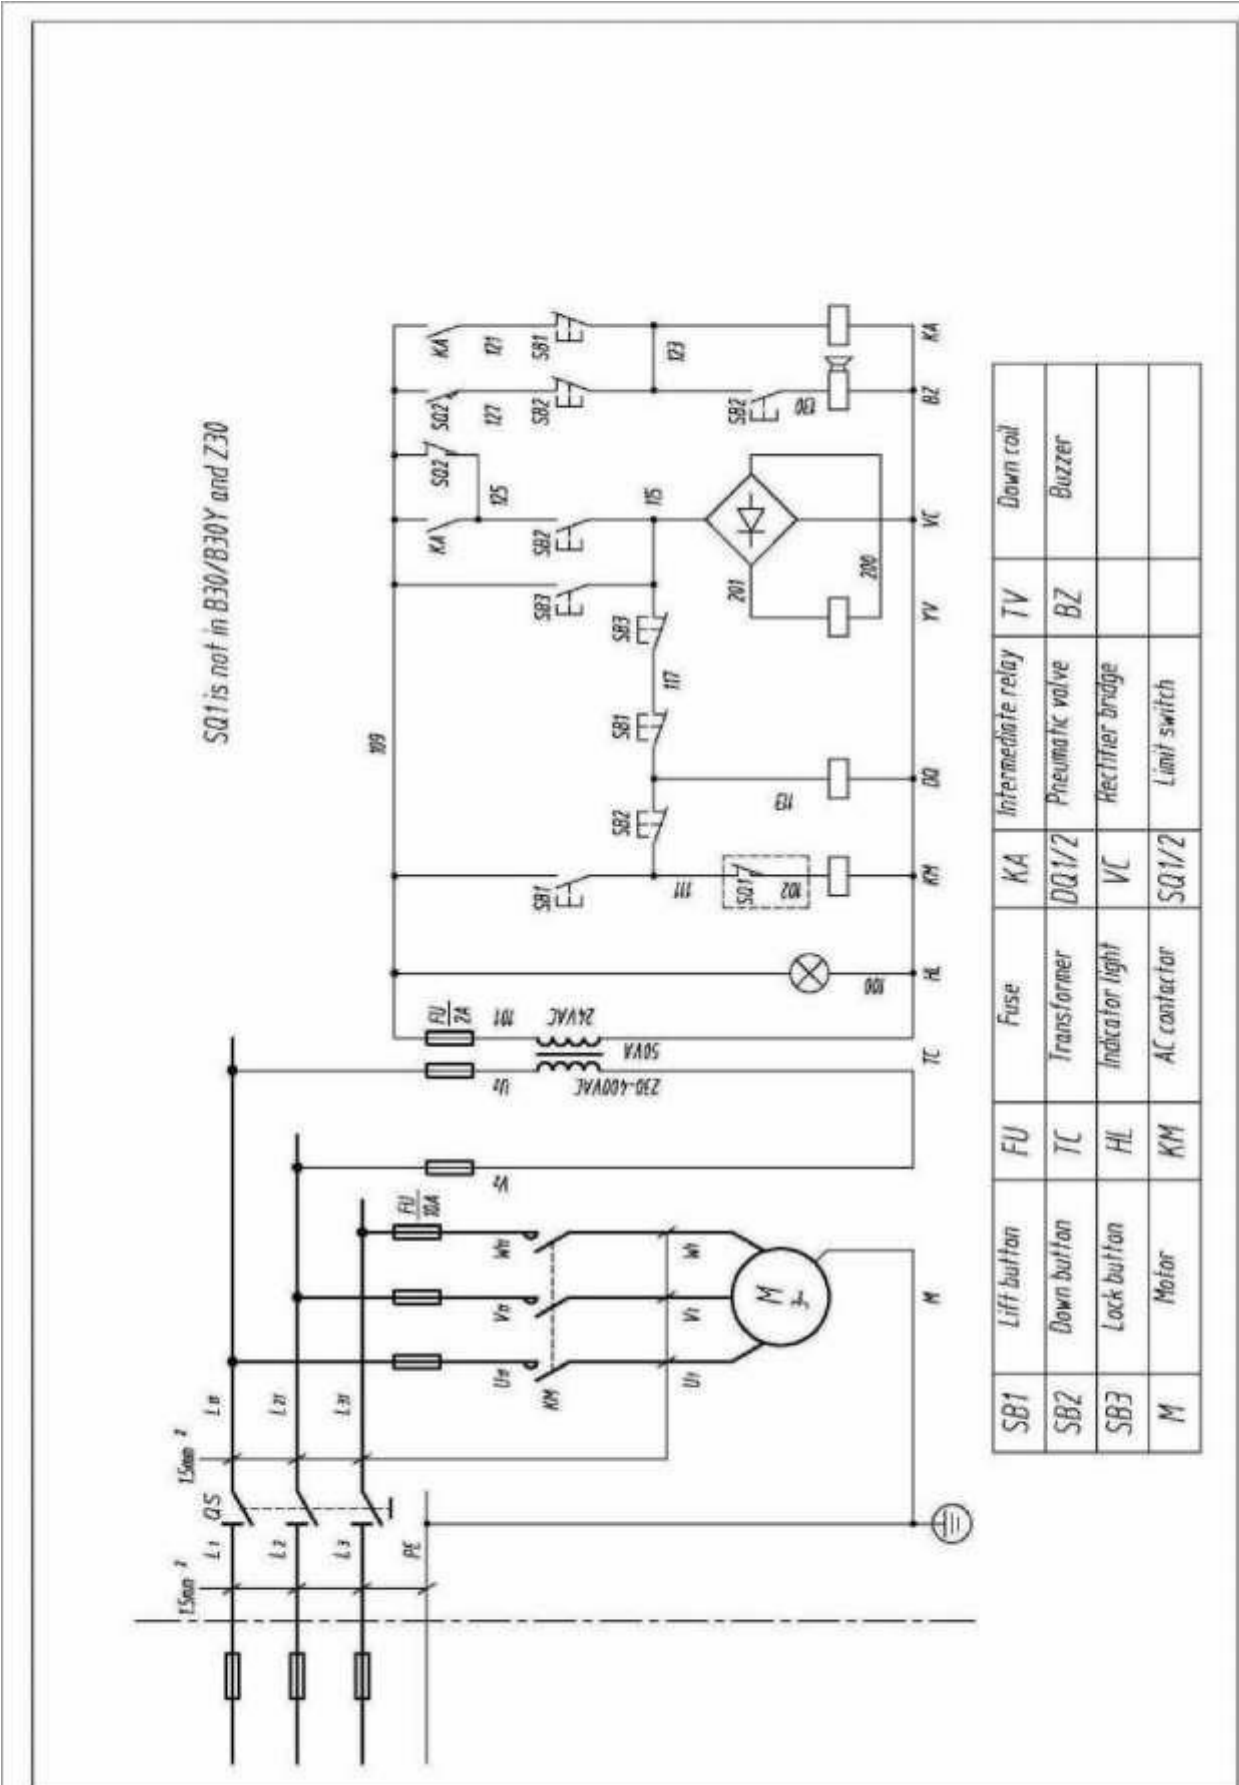 SQ1 is not in B30/B30Y and Z30
1.5mm² 1.5mm²
QS
L1 L11
L2 L21
L3 L31
PE
109
FU
10A
FU
2A
KA SQ2 SQ2 KA
U11 V11 W11 V2 U2 101
125 127 121
KM
SB1 SB3 SB2 SB2 SB1
24VAC
50VA
230-400VAC
SB2 SB1 SB3
U1 V1 W1
111 117 115 123
SQ1 113 201 SB2
M
3~
102 130
100 200
M TC HL KM DQ YV VC BZ KA
SB1 Lift button FU Fuse KA Intermediate relay TV Down coil
SB2 Down button TC Transformer DQ1/2 Pneumatic valve BZ Buzzer
SB3 Lock button HL Indicator light VC Rectifier bridge
M Motor KM AC contactor SQ1/2 Limit switch